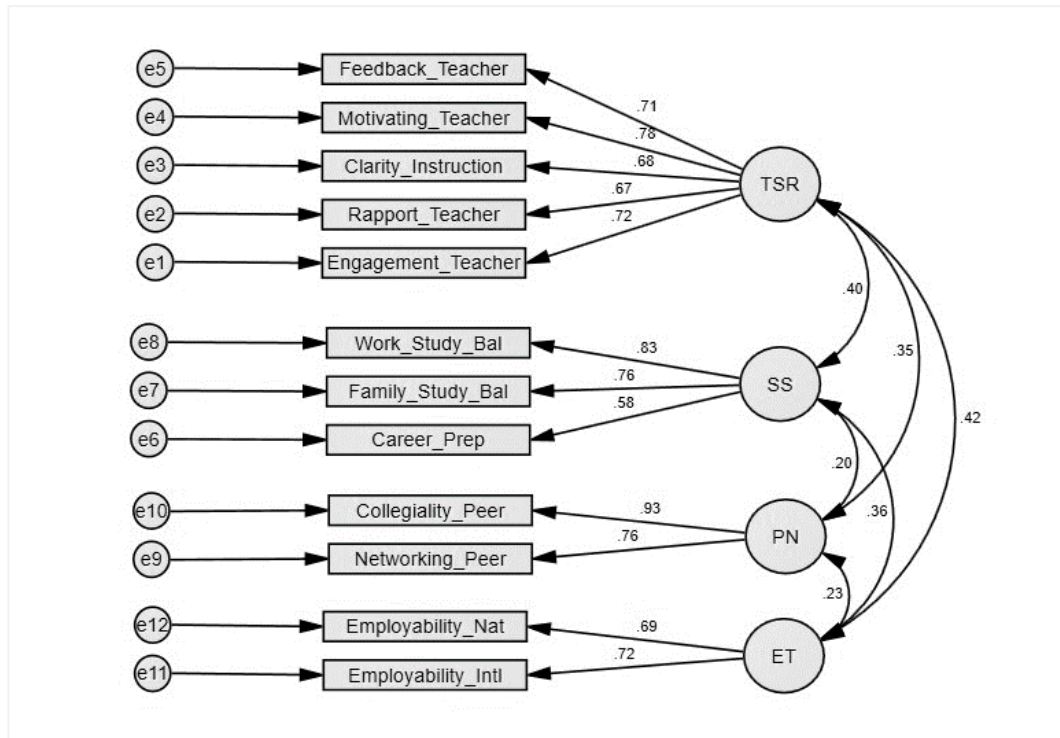 e5 Feedback_Teacher .71
e4 Motivating_Teacher .78
e3 Clarity_Instruction .68 TSR
e2 Rapport_Teacher .67
e1 Engagement_Teacher .72
.40
e8 Work_Study_Bal .83 .35
e7 Family_Study_Bal .76 SS
e6 Career_Prep .58 .42
.20
e10 Collegiality_Peer .93 .36
e9 Networking_Peer .76 PN
.23
e12 Employability_Nat .69
e11 Employability_Intl .72 ET